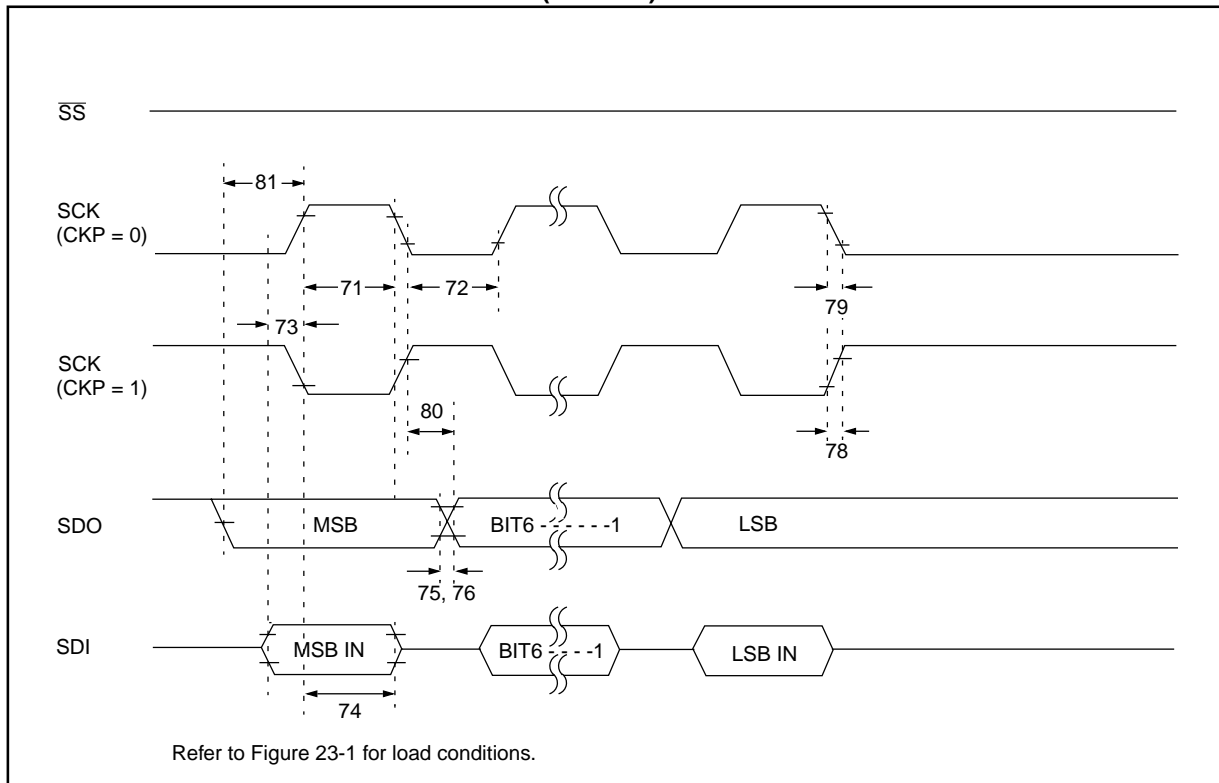 SS
81
SCK
(CKP = 0)
71
72
73
79
SCK
(CKP = 1)
80
78
SDO
MSB
BIT6 - - - - - - -1
LSB
75, 76
SDI
MSB IN
BIT6 - - - - -1
LSB IN
74
Refer to Figure 23-1 for load conditions.